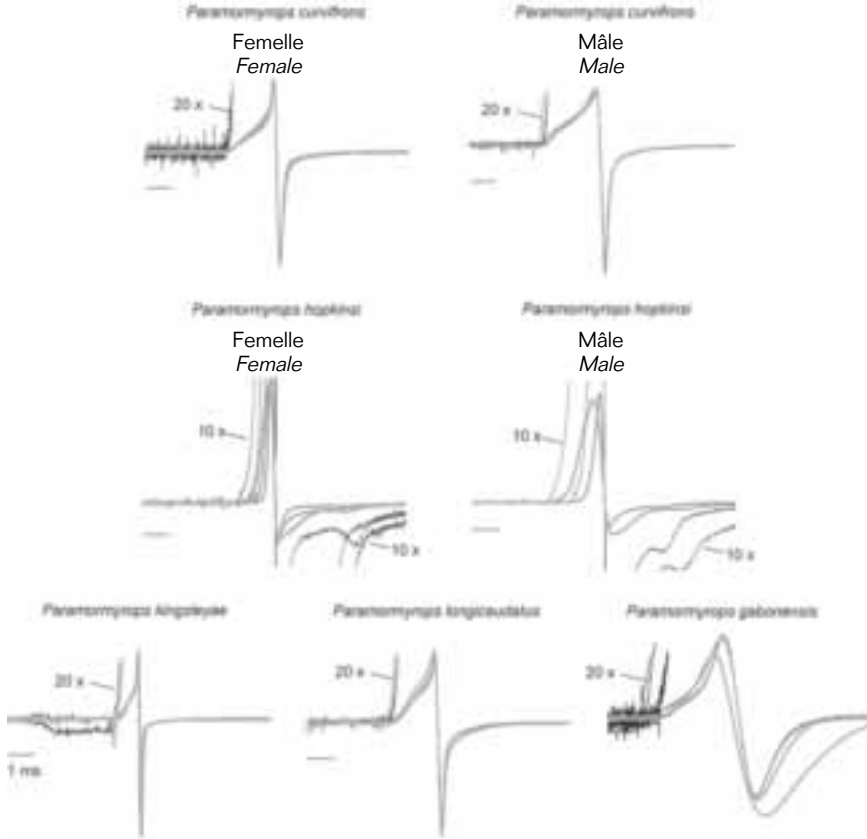 Paramormyrops curvifrons
Paramormyrops curvifrons
Femelle
Female
Mâle
Male
20 x
20 x
Paramormyrops hopkinsi
Paramormyrops hopkinsi
Femelle
Female
Mâle
Male
10 x
10 x
10 x
10 x
Paramormyrops kingsleyae
Paramormyrops longicaudatus
Paramormyrops gabonensis
20 x
20 x
20 x
1 ms